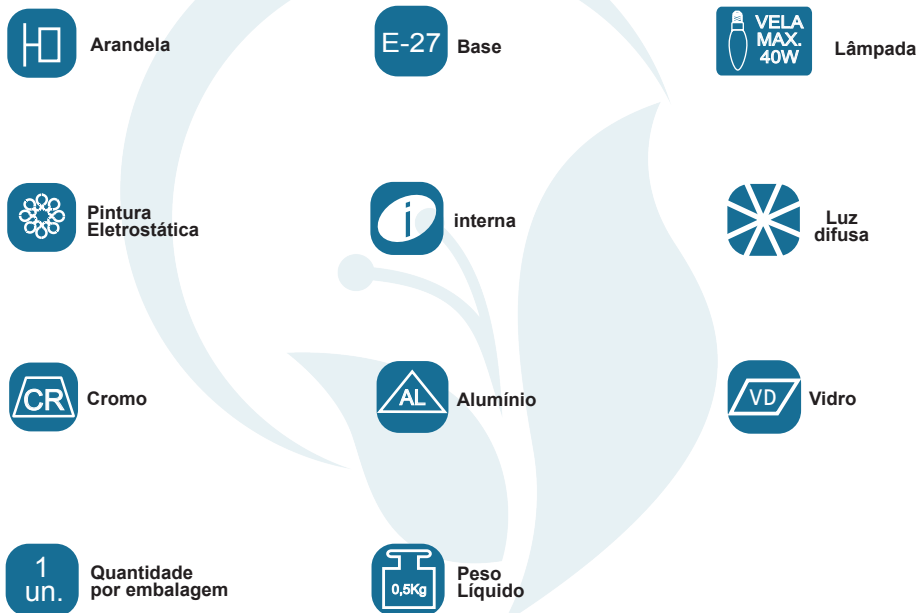 Arandela
E-27
Base
VELA
MAX.
40W
Lâmpada
Pintura
Eletrostática
i
interna
Luz
difusa
CR
Cromo
AL
Alumínio
VD
Vidro
1
un.
Quantidade
por embalagem
0,5Kg
Peso
Líquido